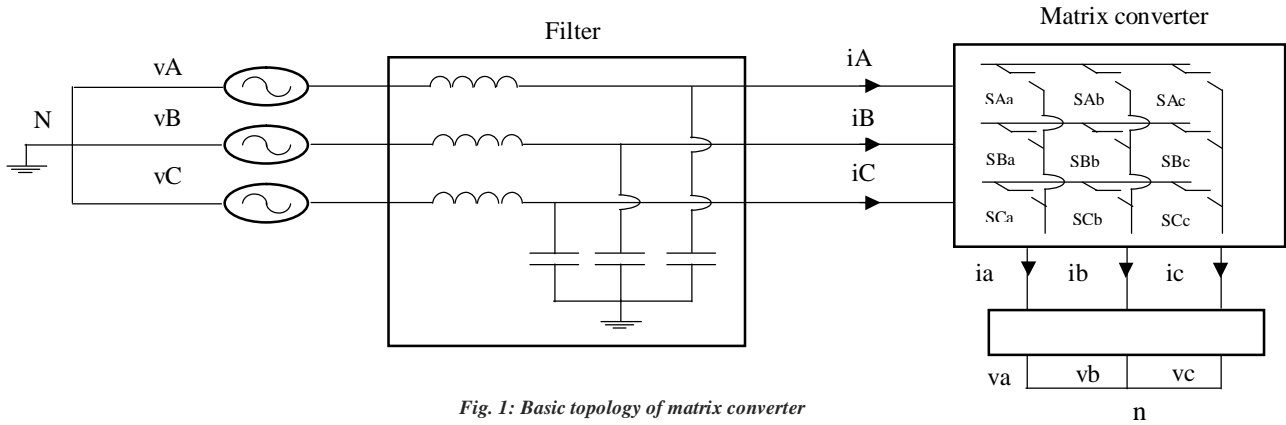 Matrix converter
Filter
vA
iA
SAa SAb SAc
N
vB
iB
SBa SBb SBc
vC
iC
SCa SCb SCc
ia ib ic
va vb vc
n
Fig. 1: Basic topology of matrix converter